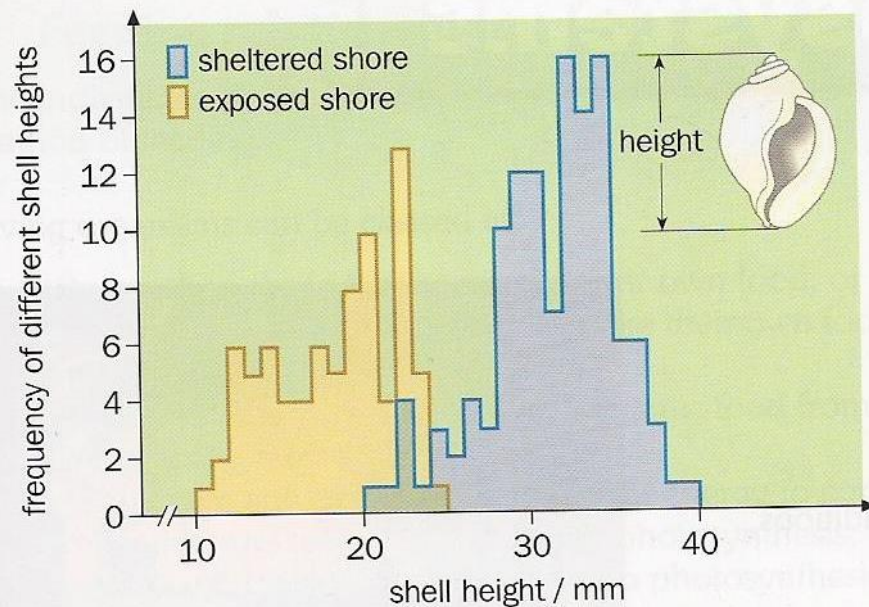 frequency of different shell heights
16
14
12
10
8
6
4
2
0
sheltered shore
exposed shore
height
10 20 30 40
shell height / mm